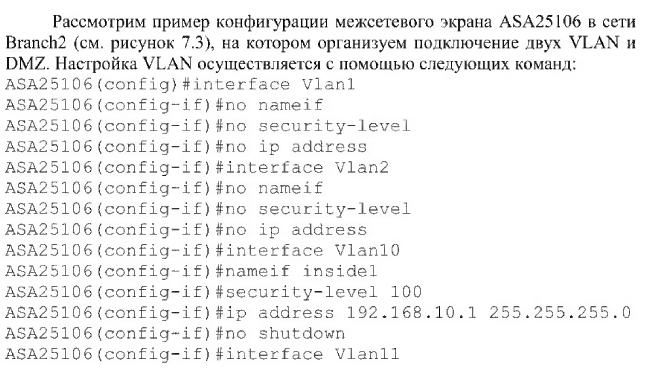 Рассмотрим пример конфигурации межсетевого экрана ASA25106 в сети
Branch2 (см. рисунок 7.3), на котором организуем подключение двух VLAN и
DMZ. Настройка VLAN осуществляется с помощью следующих команд:
ASA25106(config)#interface Vlan1
ASA25106(config-if)#no nameif
ASA25106(config-if)#no security-level
ASA25106(config-if)#no ip address
ASA25106(config-if)#interface Vlan2
ASA25106(config-if)#no nameif
ASA25106(config-if)#no security-level
ASA25106(config-if)#no ip address
ASA25106(config-if)#interface Vlan10
ASA25106(config-if)#nameif inside1
ASA25106(config-if)#security-level 100
ASA25106(config-if)#ip address 192.168.10.1 255.255.255.0
ASA25106(config-if)#no shutdown
ASA25106(config-if)#interface Vlan11